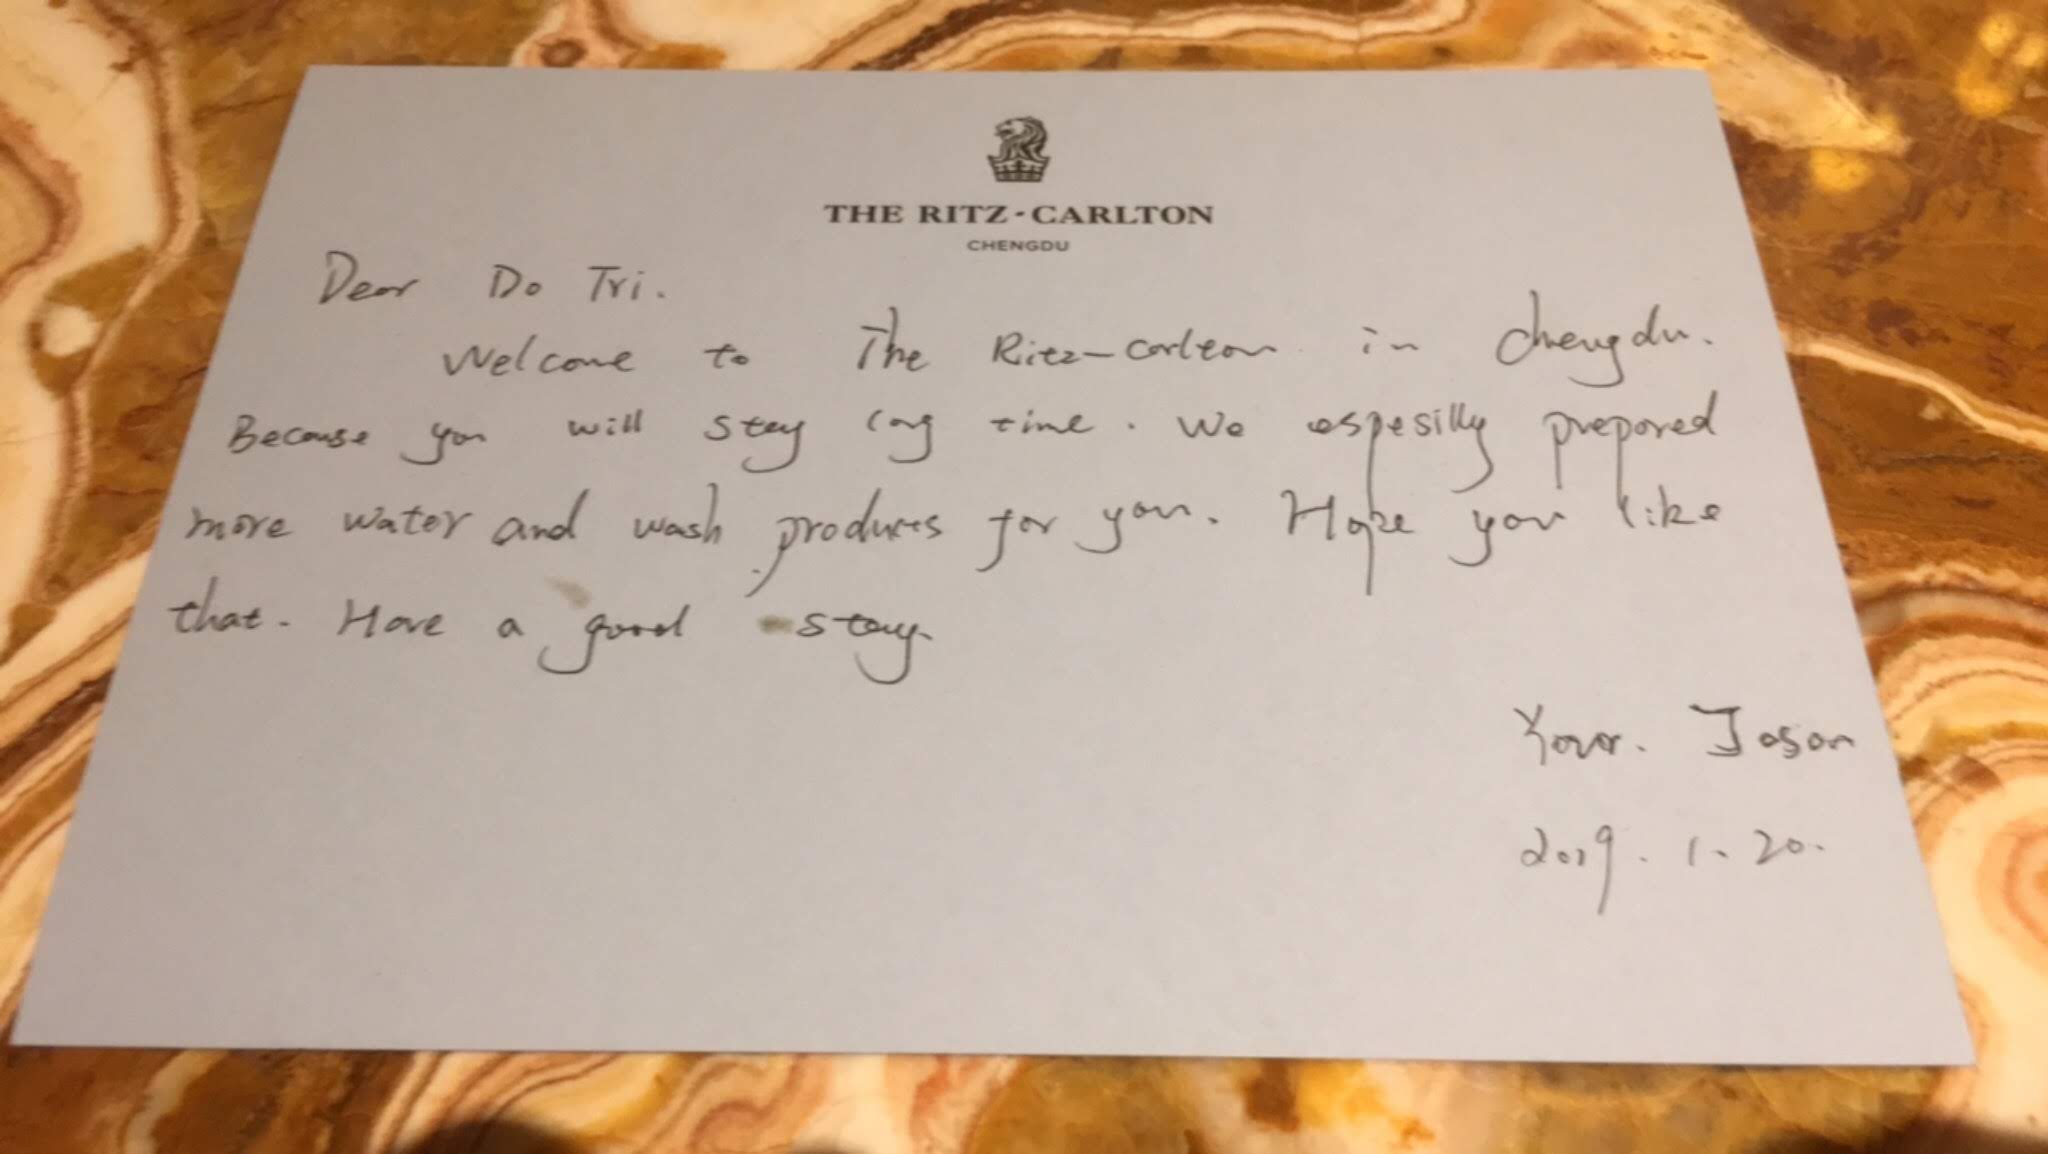 THE RITZ-CARLTON
CHENGDU
Dear Do Tri.
Welcome to The Ritz-Carlton in Chengdu.
Because you will stay long time. We espesilly prepared
more water and wash products for you. Hope you like
that. Have a good stay.
Your. Jason
2019. 1. 20.